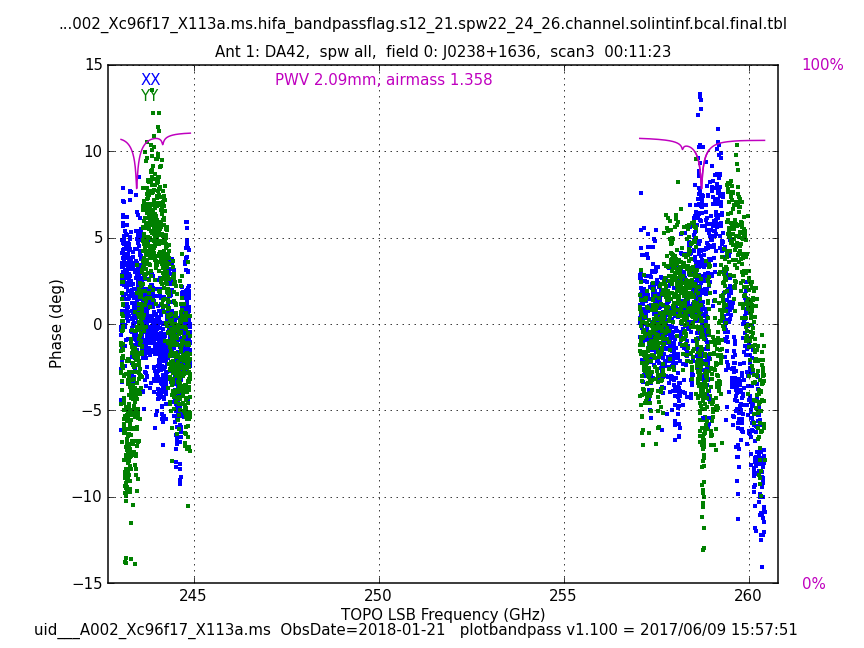 ...002_Xc96f17_X113a.ms.hifa_bandpassflag.s12_21.spw22_24_26.channel.solintinf.bcal.final.tbl
Ant 1: DA42,  spw all,  field 0: J0238+1636,  scan3  00:11:23
15
10
5
0
−5
−10
−15
Phase (deg)
XX
YY
PWV 2.09mm, airmass 1.358
100%
0%
245
250
255
260
TOPO LSB Frequency (GHz)
uid___A002_Xc96f17_X113a.ms  ObsDate=2018-01-21   plotbandpass v1.100 = 2017/06/09 15:57:51